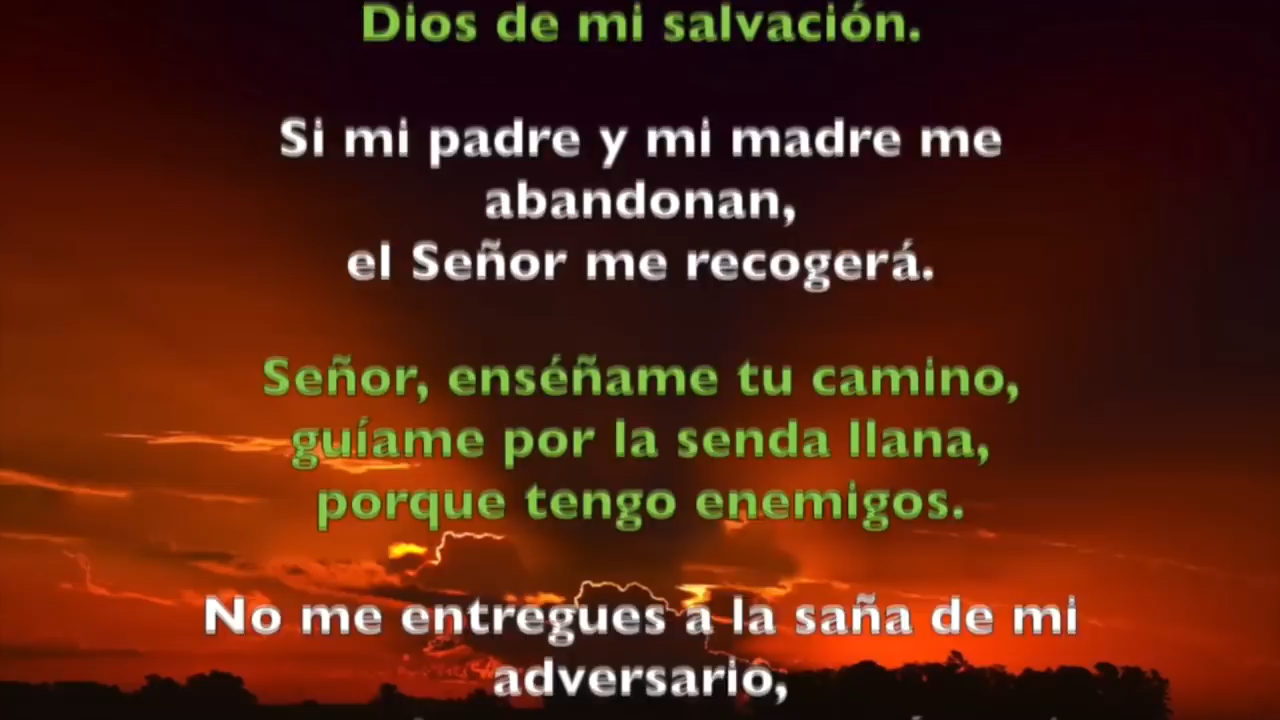 Dios de mi salvación.
Si mi padre y mi madre me
abandonan,
el Señor me recogerá.
Señor, enséñame tu camino,
guíame por la senda llana,
porque tengo enemigos.
No me entregues a la saña de mi
adversario,